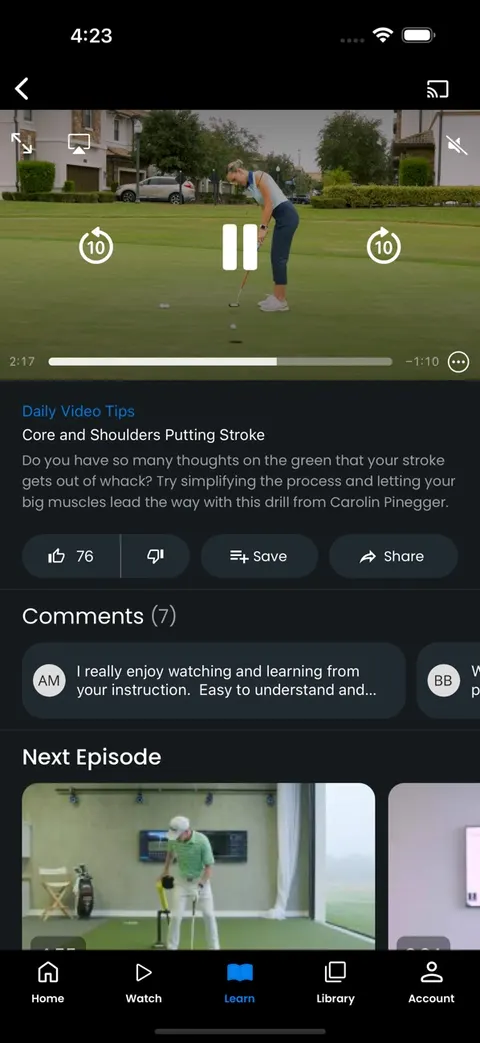 4:23
10
10
2:17
−1:10
Daily Video Tips
Core and Shoulders Putting Stroke
Do you have so many thoughts on the green that your stroke
gets out of whack? Try simplifying the process and letting your
big muscles lead the way with this drill from Carolin Pinegger.
76
Save
Share
Comments (7)
AM
I really enjoy watching and learning from
your instruction.  Easy to understand and...
BB
Next Episode
Home
Watch
Learn
Library
Account